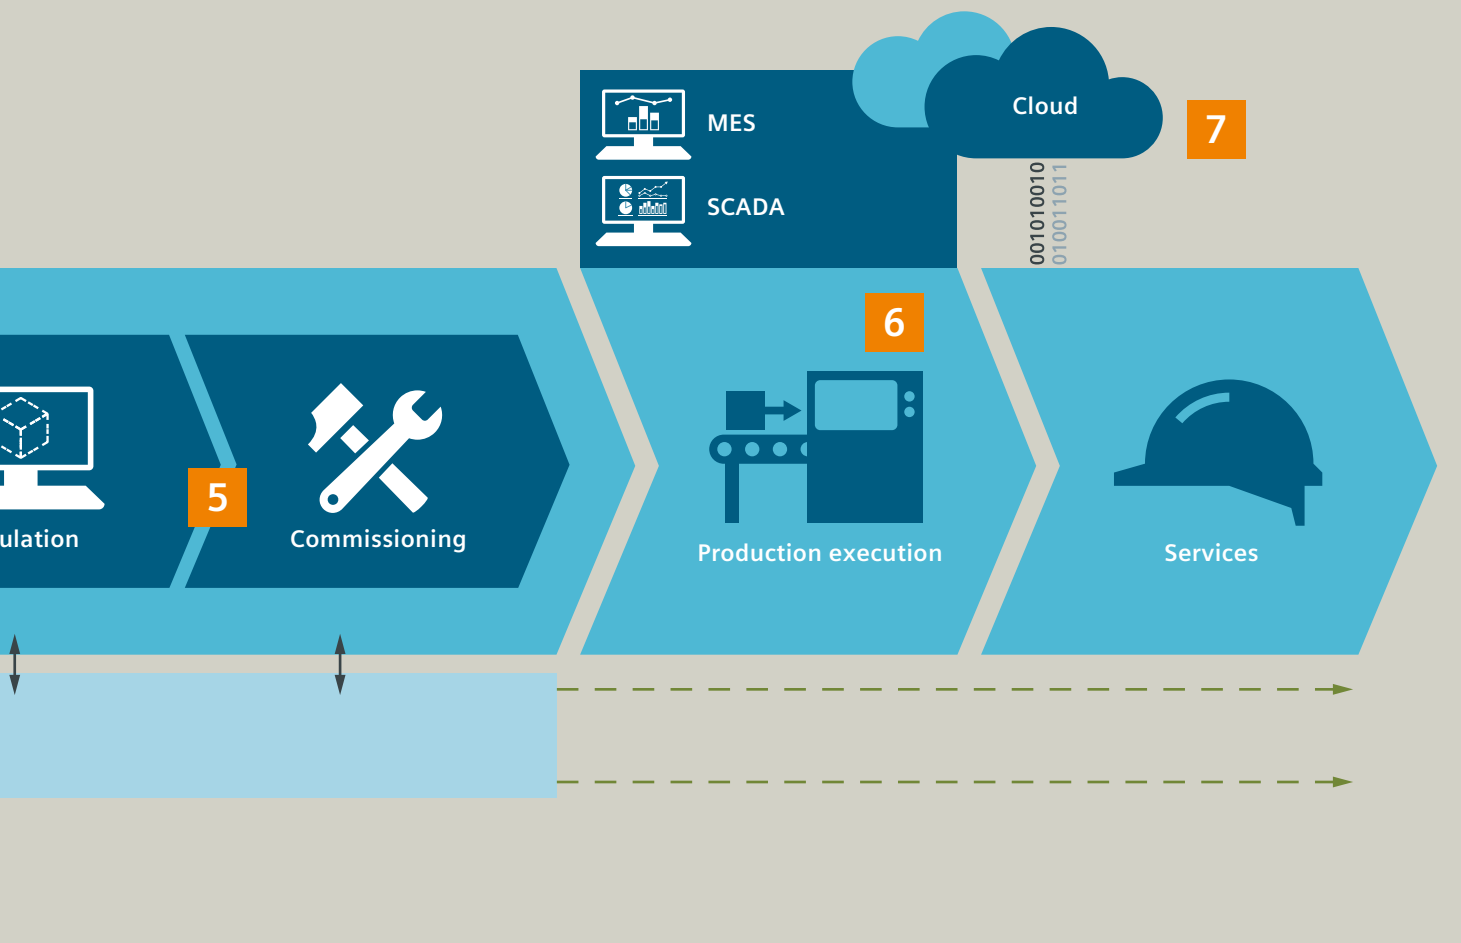 Cloud
7
MES
SCADA
001010010
010011011
6
5
ulation
Commissioning
Production execution
Services